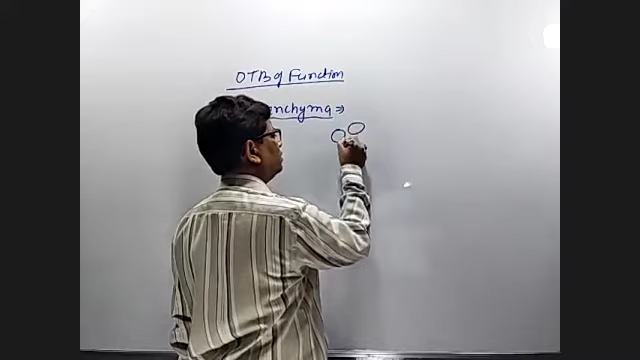 OTB of Function
nchyma ⇒